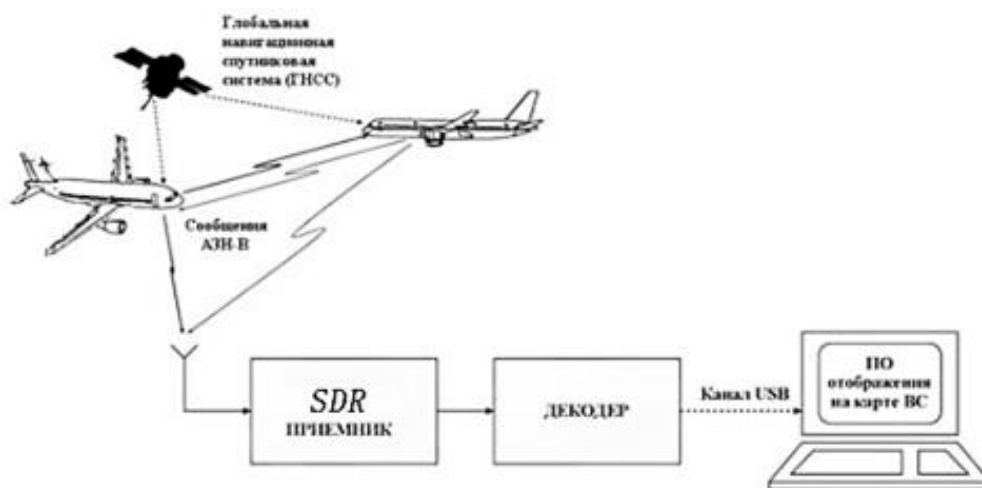 Глобальная
навигационная
спутниковая
система (ГНСС)
Сообщения
АЗН-В
SDR
ПРИЕМНИК
ДЕКОДЕР
Канал USB
ПО
отображения
на карте ВС